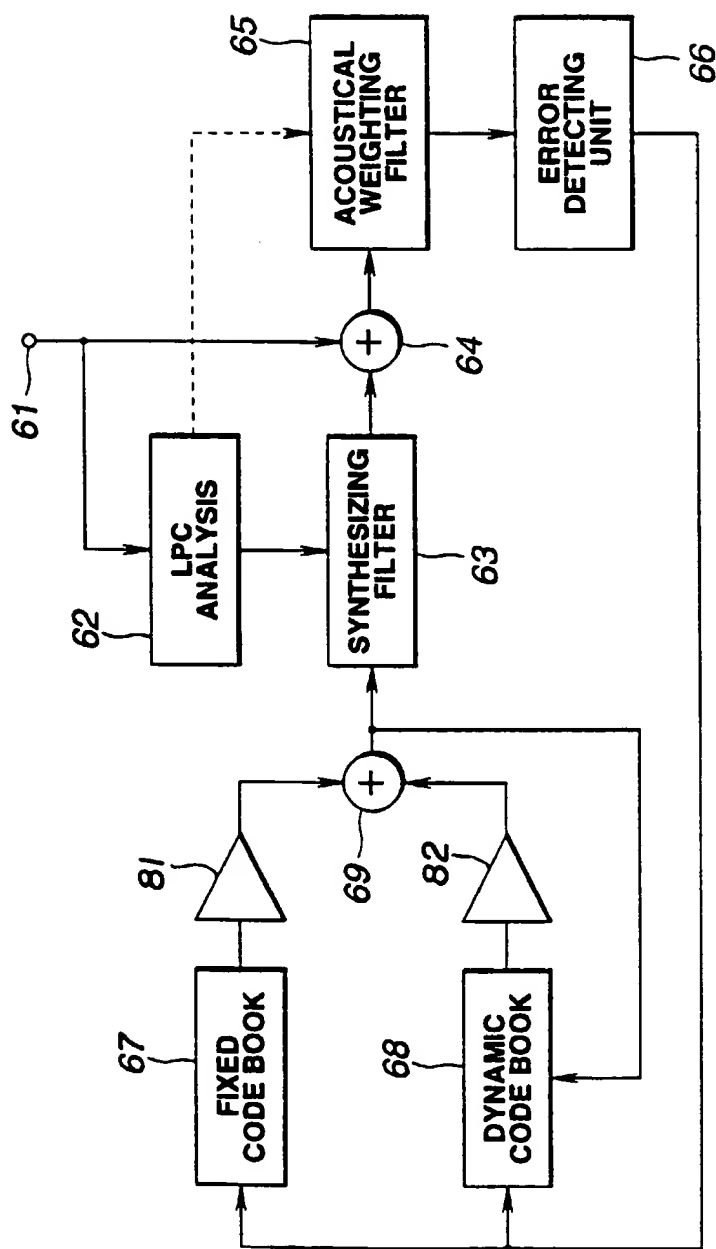 61
62
LPC
ANALYSIS
65
ACOUSTICAL
WEIGHTING
FILTER
67
FIXED
CODE BOOK
81
+
69
SYNTHESIZING
FILTER
63
+
64
ERROR
DETECTING
UNIT
66
68
DYNAMIC
CODE BOOK
82